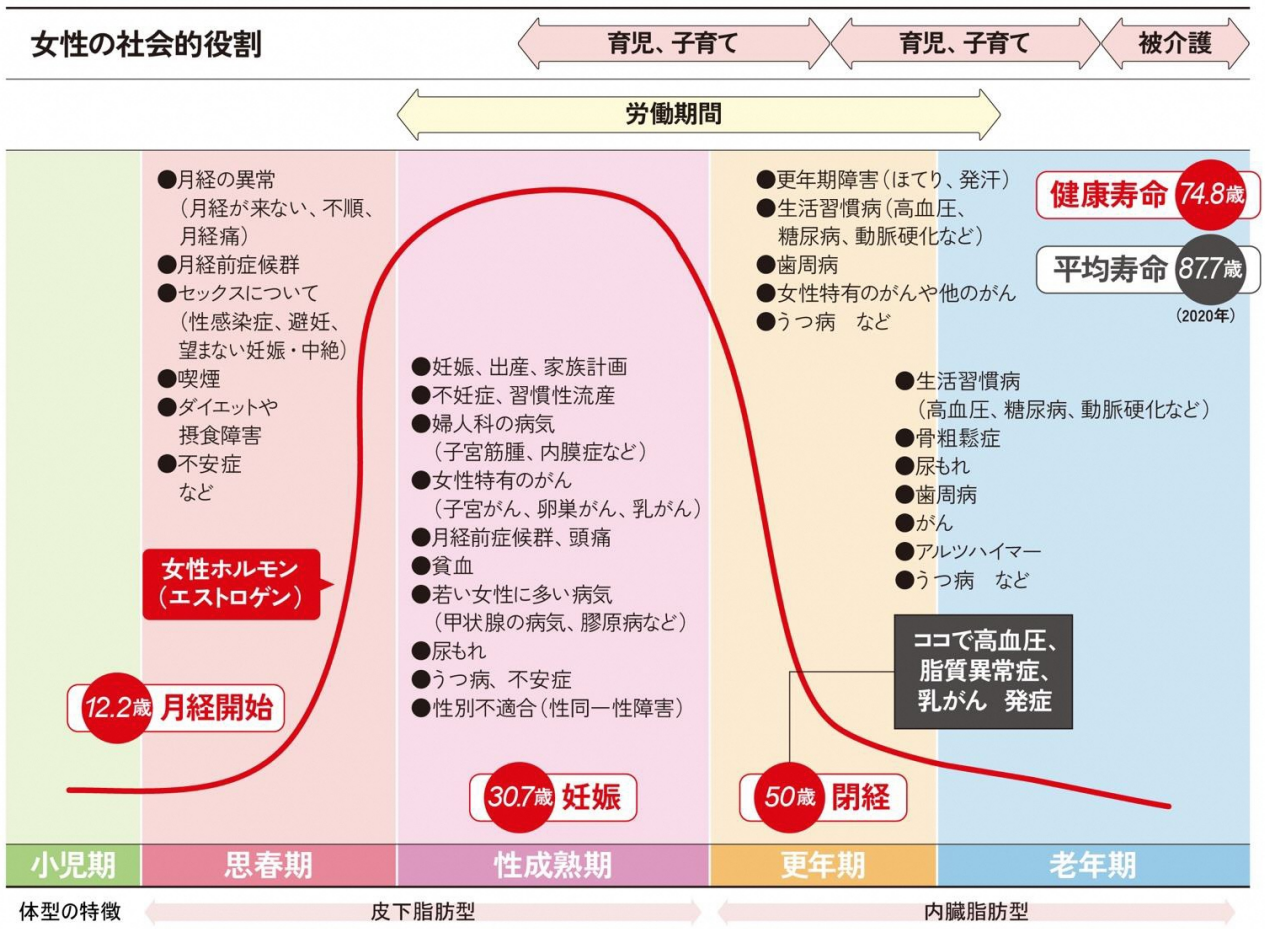 女性の社会的役割
育児、子育て
育児、子育て
被介護
労働期間
●月経の異常
（月経が来ない、不順、
月経痛）
●月経前症候群
●セックスについて
（性感染症、避妊、
望まない妊娠・中絶）
●喫煙
●ダイエットや
摂食障害
●不安症
など
女性ホルモン
（エストロゲン）
12.2歳 月経開始
●妊娠、出産、家族計画
●不妊症、習慣性流産
●婦人科の病気
（子宮筋腫、内膜症など）
●女性特有のがん
（子宮がん、卵巣がん、乳がん）
●月経前症候群、頭痛
●貧血
●若い女性に多い病気
（甲状腺の病気、膠原病など）
●尿もれ
●うつ病、不安症
●性別不適合（性同一性障害）
30.7歳 妊娠
●更年期障害（ほてり、発汗）
●生活習慣病（高血圧、
糖尿病、動脈硬化など）
●歯周病
●女性特有のがんや他のがん
●うつ病　など
50歳 閉経
健康寿命 74.8歳
平均寿命 87.7歳
（2020年）
●生活習慣病
（高血圧、糖尿病、動脈硬化など）
●骨粗鬆症
●尿もれ
●歯周病
●がん
●アルツハイマー
●うつ病　など
ココで高血圧、
脂質異常症、
乳がん　発症
小児期
思春期
性成熟期
更年期
老年期
体型の特徴
皮下脂肪型
内臓脂肪型